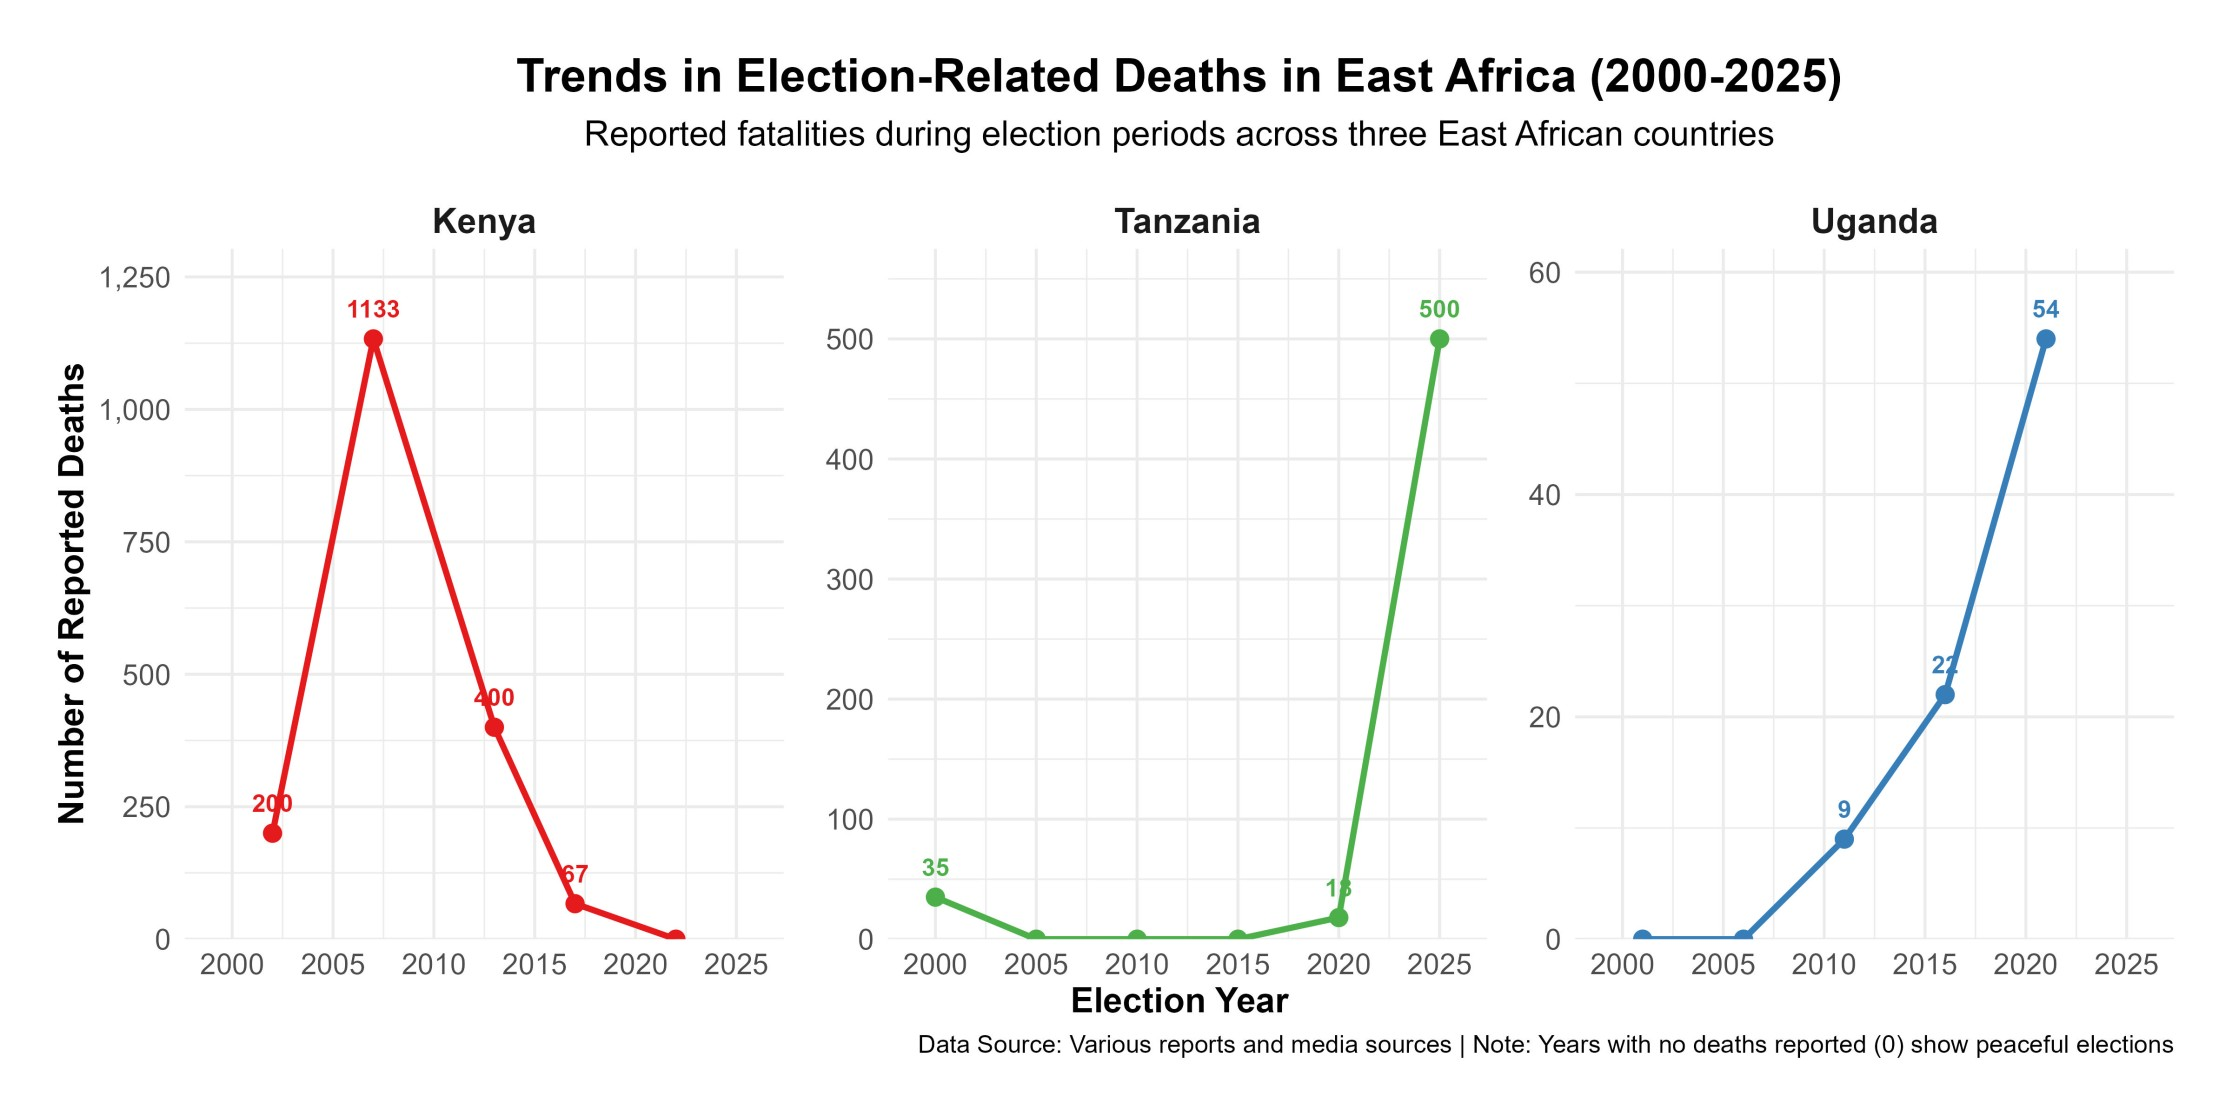 Trends in Election-Related Deaths in East Africa (2000-2025)
Reported fatalities during election periods across three East African countries
Kenya
Tanzania
Uganda
Number of Reported Deaths
1,250
1,000
750
500
250
0
1133
400
200
67
2000 2005 2010 2015 2020 2025
500
400
300
200
100
0
500
35
18
2000 2005 2010 2015 2020 2025
60
40
20
0
54
22
9
2000 2005 2010 2015 2020 2025
Election Year
Data Source: Various reports and media sources | Note: Years with no deaths reported (0) show peaceful elections